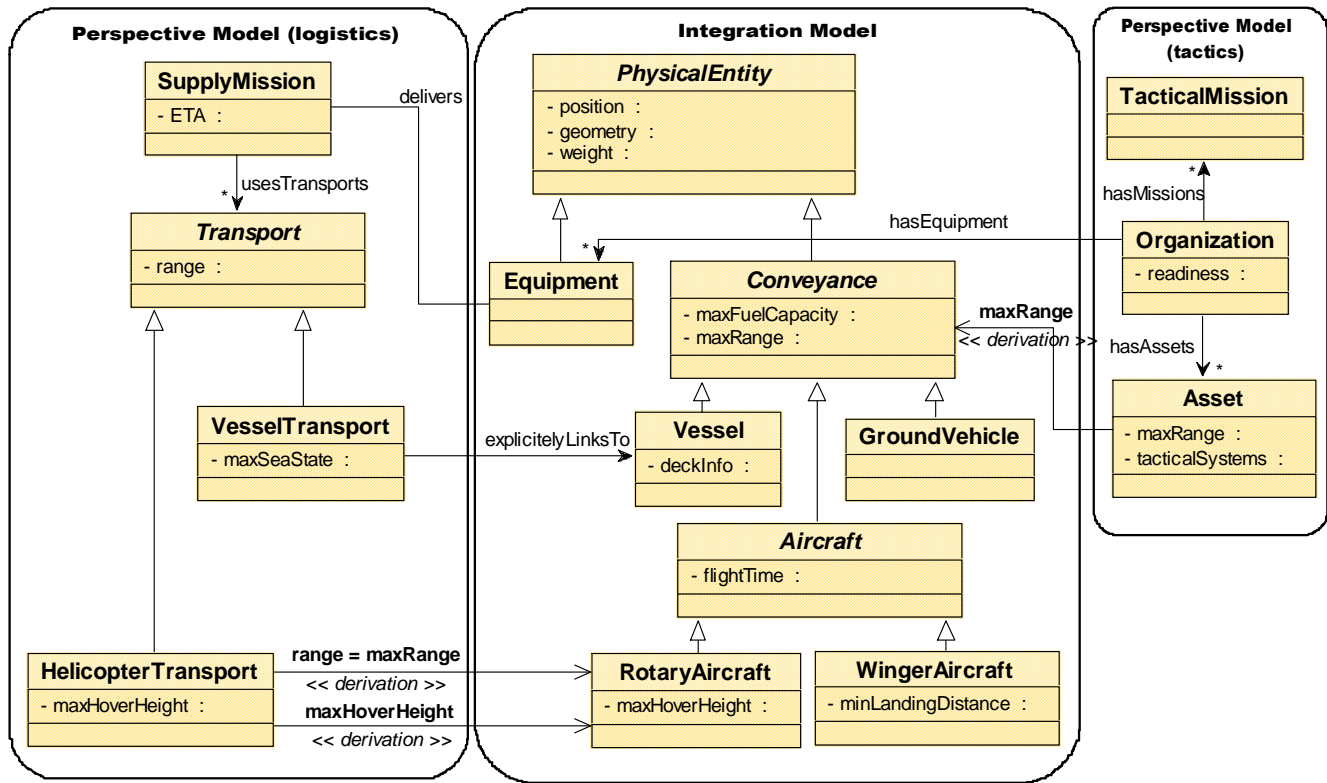 Perspective Model (logistics)
SupplyMission
- ETA :
delivers
usesTransports
*
Transport
- range :
VesselTransport
- maxSeaState :
explicitelyLinksTo
HelicopterTransport
- maxHoverHeight :
range = maxRange
<< derivation >>
maxHoverHeight
<< derivation >>
Integration Model
PhysicalEntity
- position :
- geometry :
- weight :
hasEquipment
*
Equipment
Conveyance
- maxFuelCapacity :
- maxRange :
maxRange
<< derivation >>
Vessel
- deckInfo :
GroundVehicle
Aircraft
- flightTime :
RotaryAircraft
- maxHoverHeight :
WingerAircraft
- minLandingDistance :
Perspective Model
(tactics)
TacticalMission
*
hasMissions
Organization
- readiness :
hasAssets
*
Asset
- maxRange :
- tacticalSystems :